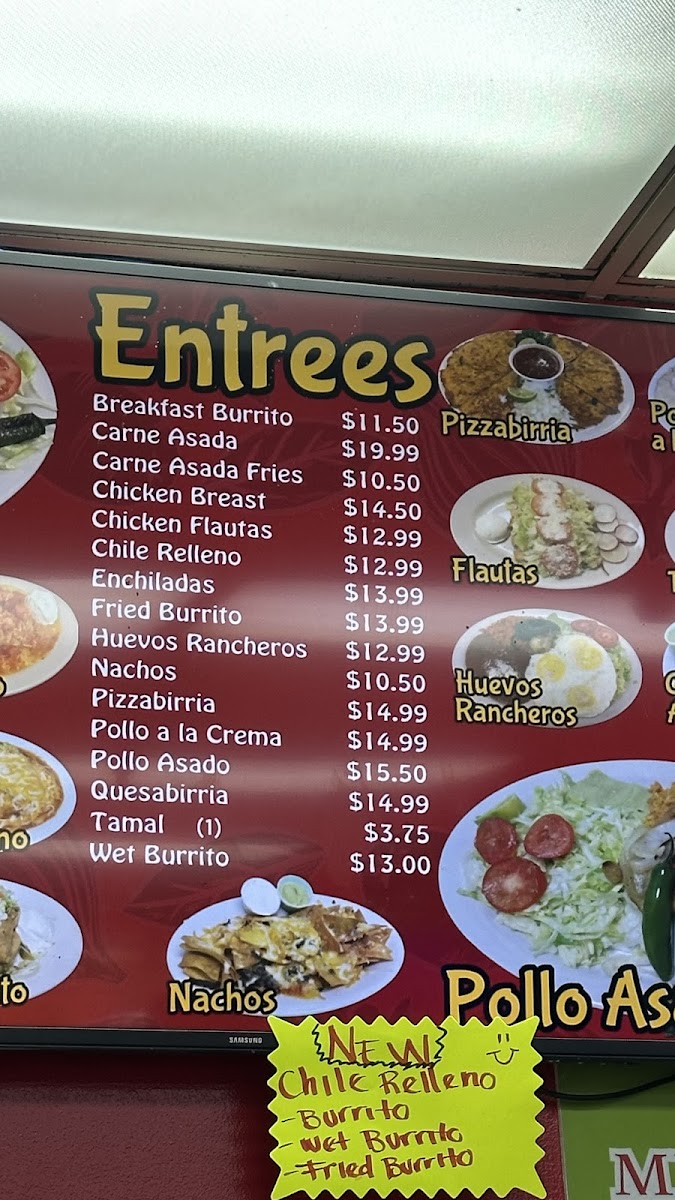 Entrees
Breakfast Burrito $11.50
Carne Asada $19.99
Carne Asada Fries $10.50
Chicken Breast $14.50
Chicken Flautas $12.99
Chile Relleno $12.99
Enchiladas $13.99
Fried Burrito $13.99
Huevos Rancheros $12.99
Nachos $10.50
Pizzabirria $14.99
Pollo a la Crema $14.99
Pollo Asado $15.50
Quesabirria $14.99
Tamal (1) $3.75
Wet Burrito $13.00
Pizzabirria
Flautas
Huevos
Rancheros
Nachos
Pollo Asa
SAMSUNG
NEW
Chile Relleno
- Burrito
- Wet Burrito
- Fried Burrito